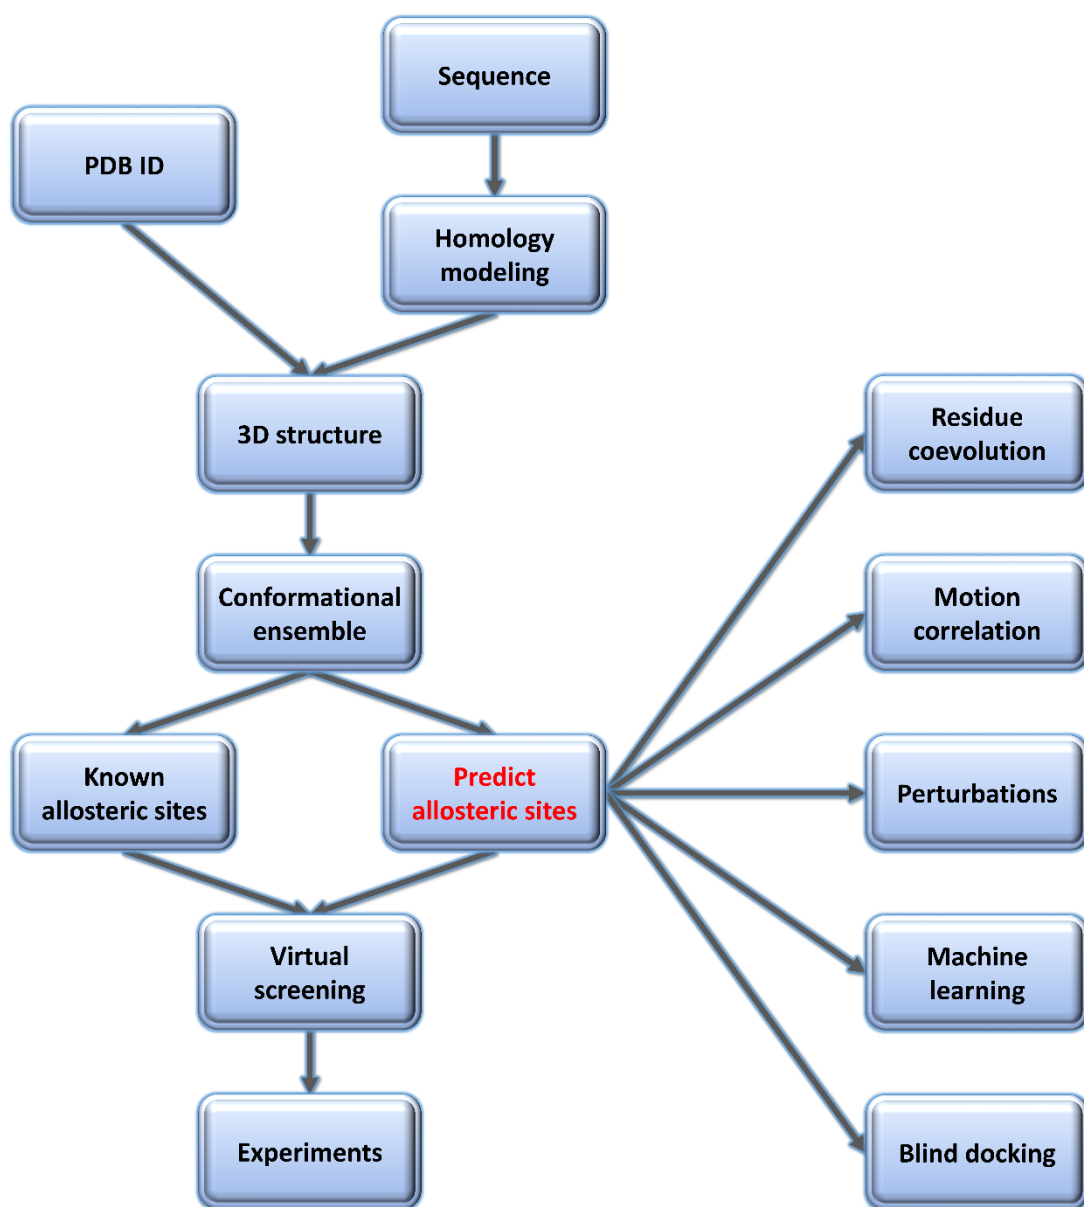 Sequence
PDB ID
Homology
modeling
3D structure
Residue
coevolution
Conformational
ensemble
Motion
correlation
Known
allosteric sites
Predict
allosteric sites
Perturbations
Virtual
screening
Machine
learning
Experiments
Blind docking